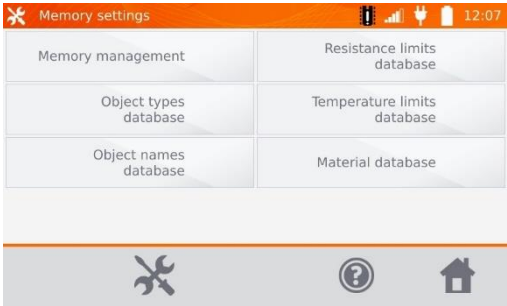 Memory settings
12:07
Memory management
Resistance limits
database
Object types
database
Temperature limits
database
Object names
database
Material database
?